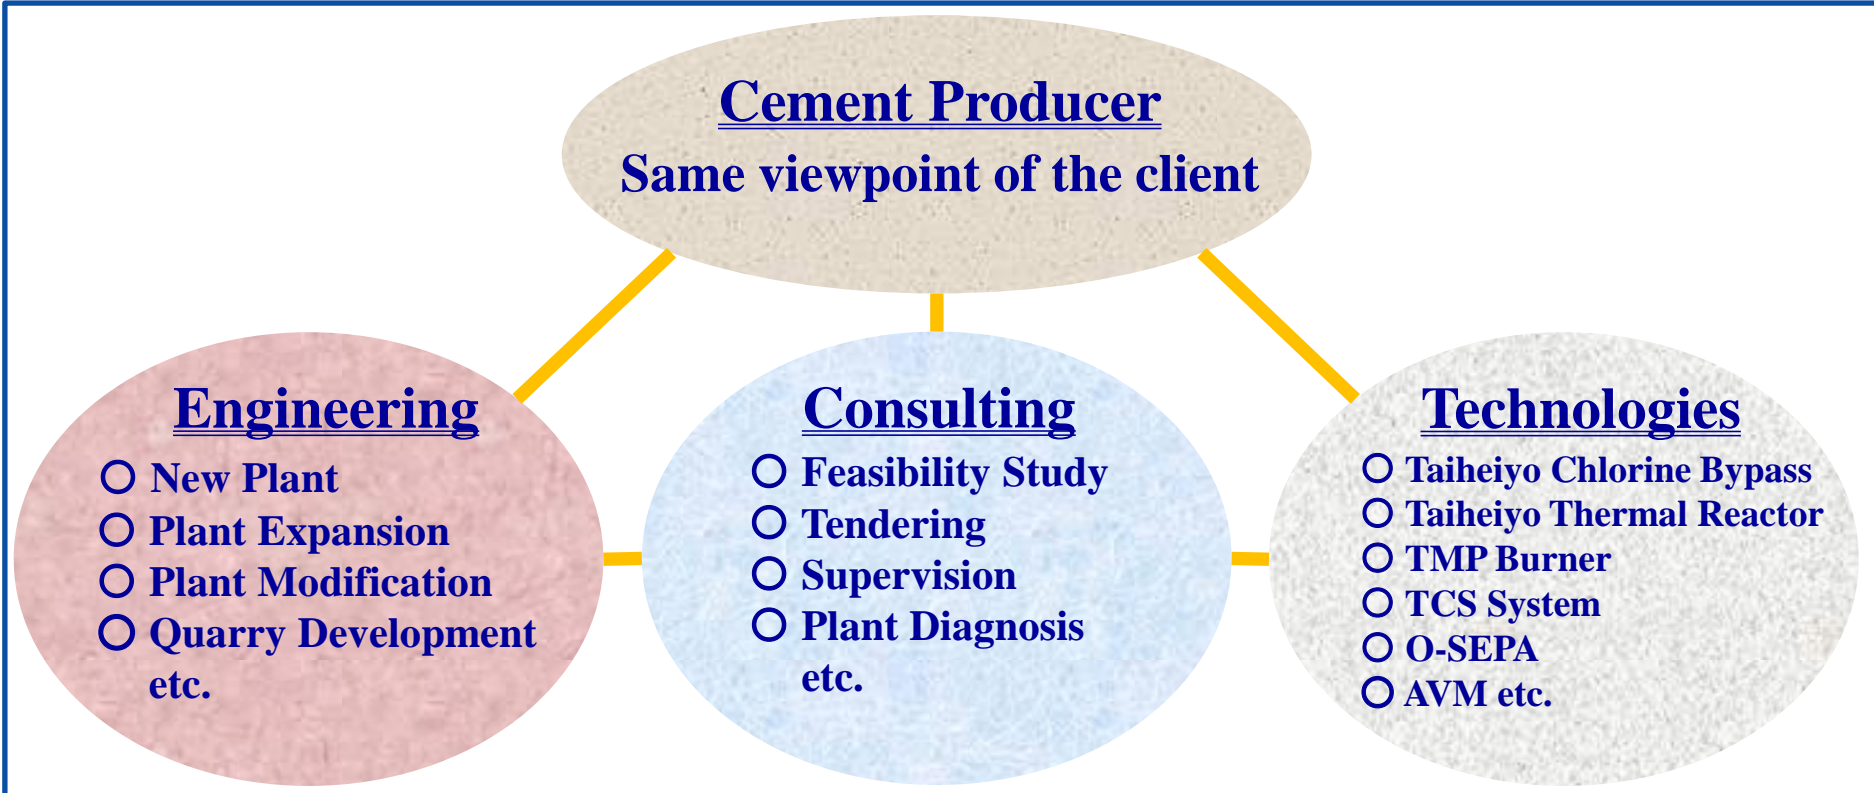 Cement Producer
Same viewpoint of the client
Engineering
○ New Plant
○ Plant Expansion
○ Plant Modification
○ Quarry Development
etc.
Consulting
○ Feasibility Study
○ Tendering
○ Supervision
○ Plant Diagnosis
etc.
Technologies
○ Taiheiyo Chlorine Bypass
○ Taiheiyo Thermal Reactor
○ TMP Burner
○ TCS System
○ O-SEPA
○ AVM etc.